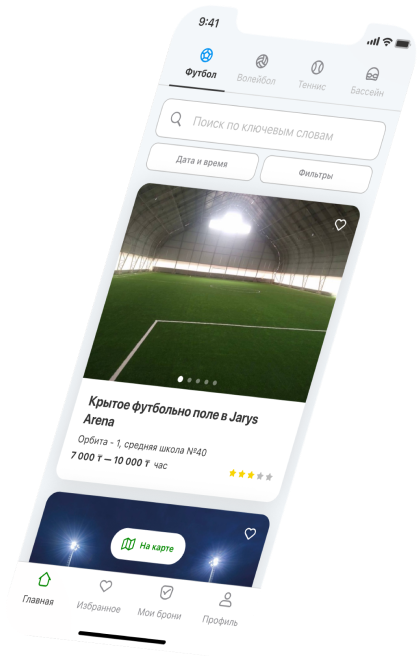 9:41
Футбол
Волейбол
Теннис
Бассейн
Поиск по ключевым словам
Дата и время
Фильтры
Крытое футбольно поле в Jarys
Arena
Орбита - 1, средняя школа №40
7 000 ₸ — 10 000 ₸ час
На карте
Главная
Избранное
Мои брони
Профиль